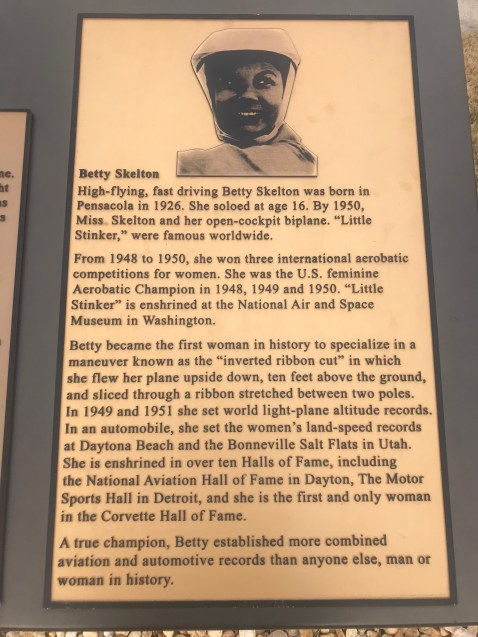 Betty Skelton
High-flying, fast driving Betty Skelton was born in
Pensacola in 1926. She soloed at age 16. By 1950,
Miss. Skelton and her open-cockpit biplane. “Little
Stinker,” were famous worldwide.
From 1948 to 1950, she won three international aerobatic
competitions for women. She was the U.S. feminine
Aerobatic Champion in 1948, 1949 and 1950. “Little
Stinker” is enshrined at the National Air and Space
Museum in Washington.
Betty became the first woman in history to specialize in a
maneuver known as the “inverted ribbon cut” in which
she flew her plane upside down, ten feet above the ground,
and sliced through a ribbon stretched between two poles.
In 1949 and 1951 she set world light-plane altitude records.
In an automobile, she set the women’s land-speed records
at Daytona Beach and the Bonneville Salt Flats in Utah.
She is enshrined in over ten Halls of Fame, including
the National Aviation Hall of Fame in Dayton, The Motor
Sports Hall in Detroit, and she is the first and only woman
in the Corvette Hall of Fame.
A true champion, Betty established more combined
aviation and automotive records than anyone else, man or
woman in history.